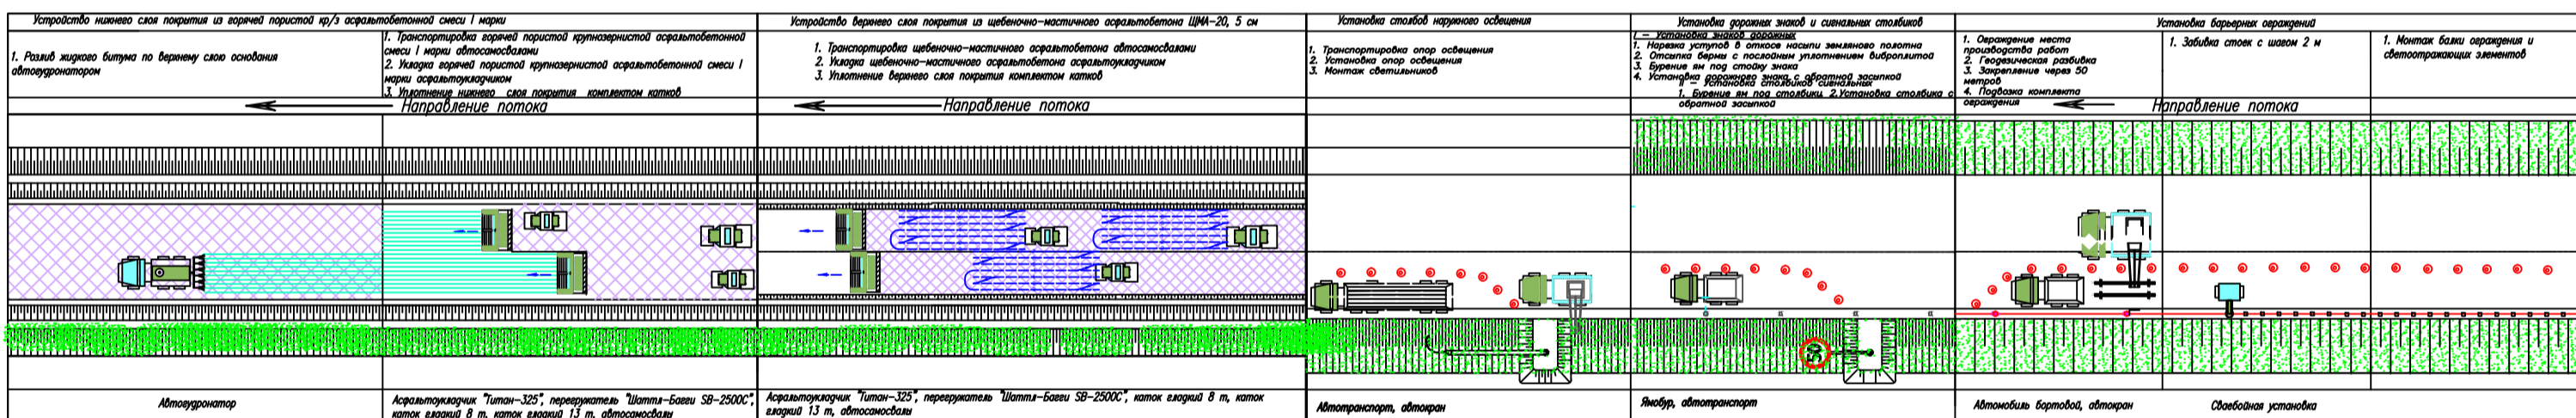 Устройство нижнего слоя покрытия из горячей пористой кр/з асфальтобетонной смеси I марки
1. Розлив жидкого битума по верхнему слою основания
автогудронатором
1. Транспортировка горячей пористой крупнозернистой асфальтобетонной
смеси I марки автосамосвалами
2. Укладка горячей пористой крупнозернистой асфальтобетонной смеси I
марки асфальтоукладчиком
3. Уплотнение нижнего слоя покрытия комплектом катков
Направление потока
Автогудронатор
Асфальтоукладчик "Титан-325", перегружатель "Шаттл-Багги SB-2500С",
каток гладкий 8 т, каток гладкий 13 т, автосамосвалы
Устройство верхнего слоя покрытия из щебеночно-мастичного асфальтобетона ЩМА-20, 5 см
1. Транспортировка щебеночно-мастичного асфальтобетона автосамосвалами
2. Укладка щебеночно-мастичного асфальтобетона асфальтоукладчиком
3. Уплотнение верхнего слоя покрытия комплектом катков
Направление потока
Асфальтоукладчик "Титан-325", перегружатель "Шаттл-Багги SB-2500С", каток гладкий 8 т, каток
гладкий 13 т, автосамосвалы
Установка столбов наружного освещения
1. Транспортировка опор освещения
2. Установка опор освещения
3. Монтаж светильников
Автотранспорт, автокран
Установка дорожных знаков и сигнальных столбиков
I – Установка знаков дорожных
1. Нарезка уступов в откосе насыпи земляного полотна
2. Отсыпка бермы с послойным уплотнением виброплитой
3. Бурение ям под стойку знака
4. Установка дорожного знака с обратной засыпкой
II – Установка столбиков сигнальных
1. Бурение ям под столбики. 2.Установка столбика с
обратной засыпкой
50
Ямобур, автотранспорт
Установка барьерных ограждений
1. Ограждение места
производства работ
2. Геодезическая разбивка
3. Закрепление через 50
метров
4. Подвозка комплекта
ограждения
1. Забивка стоек с шагом 2 м
1. Монтаж балки ограждения и
светоотражающих элементов
Направление потока
Автомобиль бортовой, автокран
Сваебойная установка